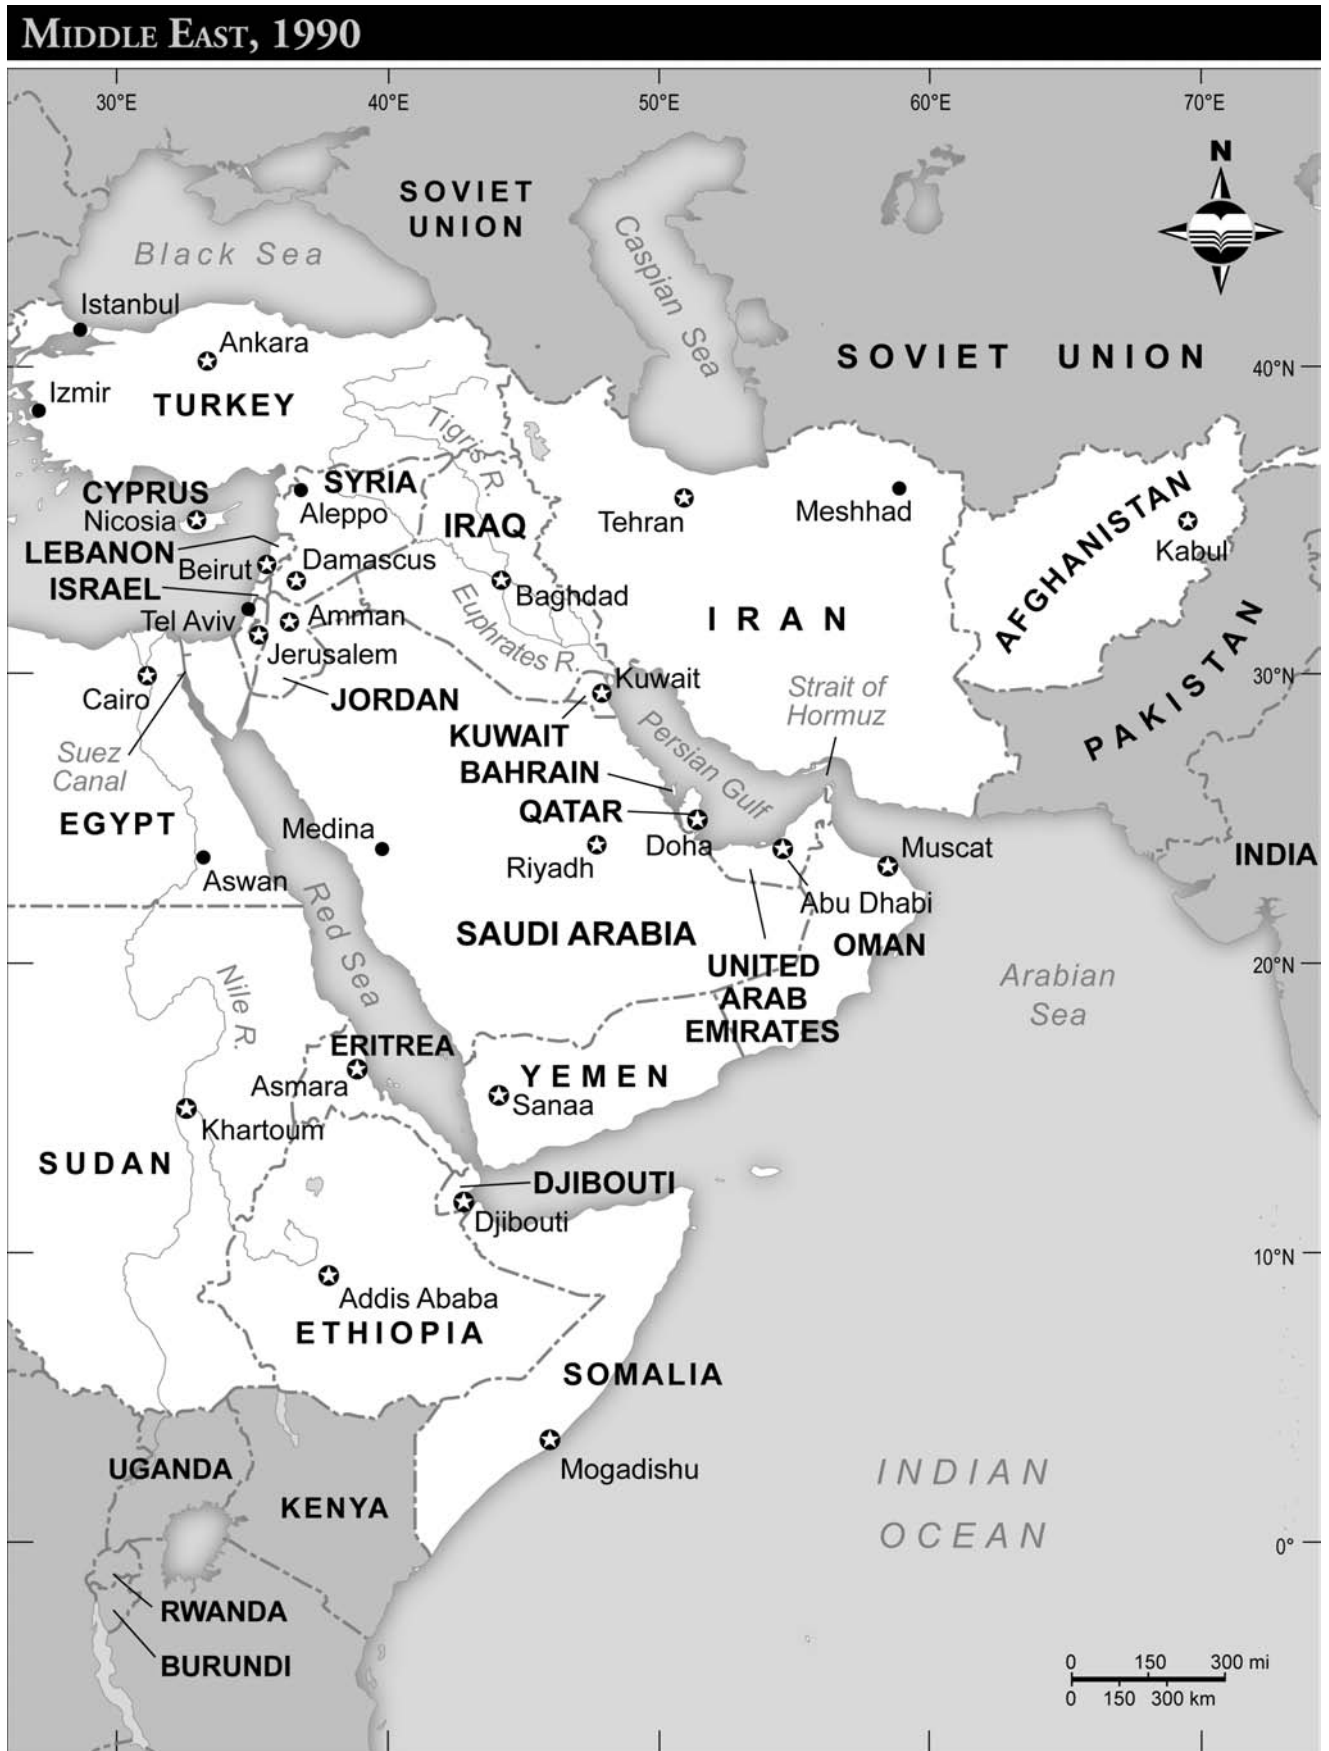 MIDDLE EAST, 1990
30°E
40°E
50°E
60°E
70°E
N
SOVIET
UNION
Caspian Sea
Black Sea
Istanbul
Ankara
SOVIET UNION
40°N
Izmir
TURKEY
Tigris R.
CYPRUS
Nicosia
SYRIA
Aleppo
IRAQ
Tehran
Meshhad
AFGHANISTAN
Kabul
LEBANON
Beirut
Damascus
ISRAEL
Baghdad
Tel Aviv
Amman
Euphrates R.
IRAN
Jerusalem
Cairo
JORDAN
Kuwait
Strait of
Hormuz
PAKISTAN
30°N
Suez
Canal
KUWAIT
Persian Gulf
BAHRAIN
EGYPT
QATAR
Medina
Riyadh
Doha
Muscat
INDIA
Aswan
Abu Dhabi
Red Sea
SAUDI ARABIA
OMAN
UNITED
ARAB
EMIRATES
20°N
Arabian
Sea
Nile R.
ERITREA
Asmara
YEMEN
Sanaa
Khartoum
SUDAN
DJIBOUTI
Djibouti
10°N
Addis Ababa
ETHIOPIA
SOMALIA
UGANDA
Mogadishu
INDIAN
OCEAN
KENYA
0°
RWANDA
BURUNDI
0 150 300 mi
0 150 300 km